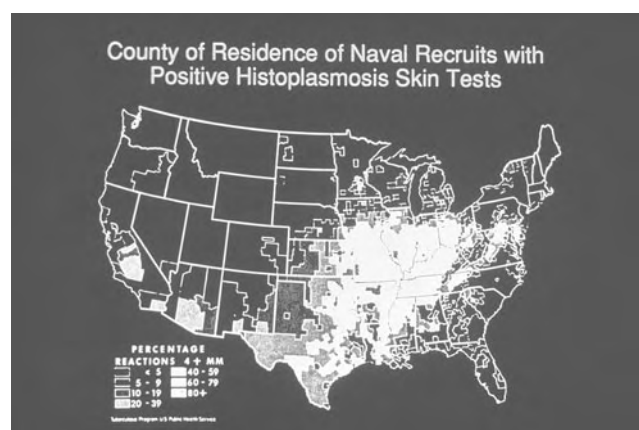 County of Residence of Naval Recruits with
Positive Histoplasmosis Skin Tests
PERCENTAGE
REACTIONS 4+ MM
< 5
5 - 9
10 - 19
20 - 39
40 - 59
60 - 79
80+
Tuberculosis Program U.S. Public Health Service